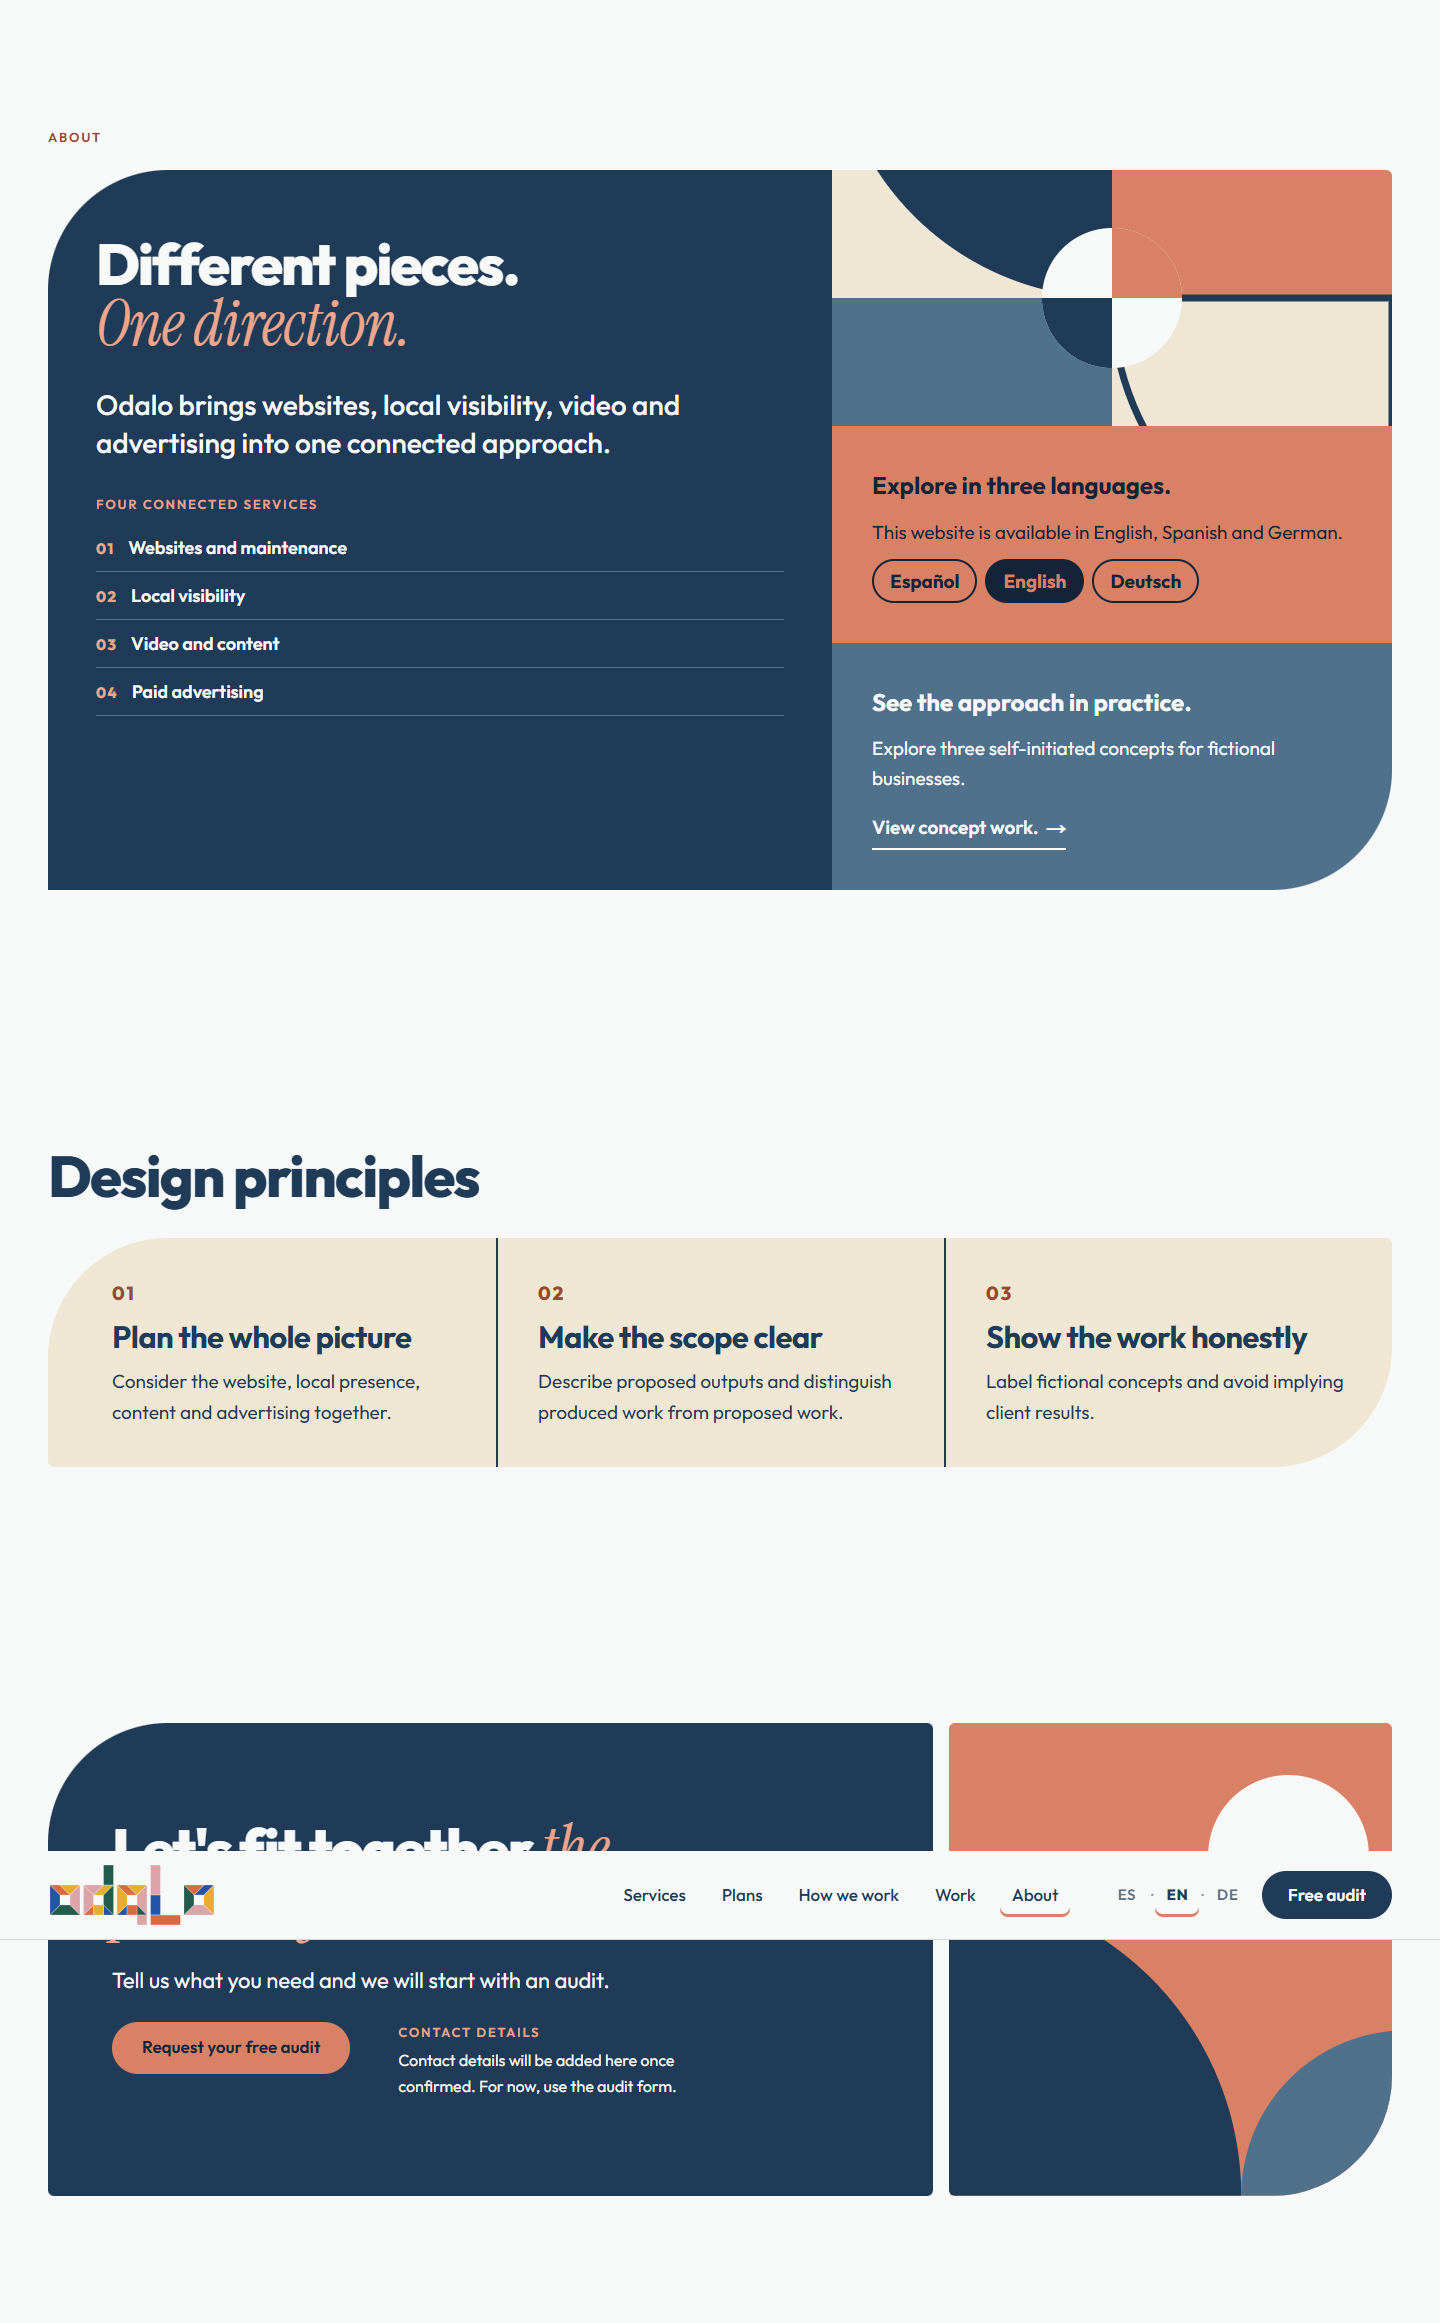 ABOUT
Different pieces.
One direction.
Odalo brings websites, local visibility, video and
advertising into one connected approach.
FOUR CONNECTED SERVICES
01 Websites and maintenance
02 Local visibility
03 Video and content
04 Paid advertising
Explore in three languages.
This website is available in English, Spanish and German.
Español English Deutsch
See the approach in practice.
Explore three self-initiated concepts for fictional
businesses.
View concept work. →
Design principles
01
Plan the whole picture
Consider the website, local presence,
content and advertising together.
02
Make the scope clear
Describe proposed outputs and distinguish
produced work from proposed work.
03
Show the work honestly
Label fictional concepts and avoid implying
client results.
Let's fit together the
odalo
Services Plans How we work Work About ES · EN · DE Free audit
Tell us what you need and we will start with an audit.
Request your free audit
CONTACT DETAILS
Contact details will be added here once
confirmed. For now, use the audit form.